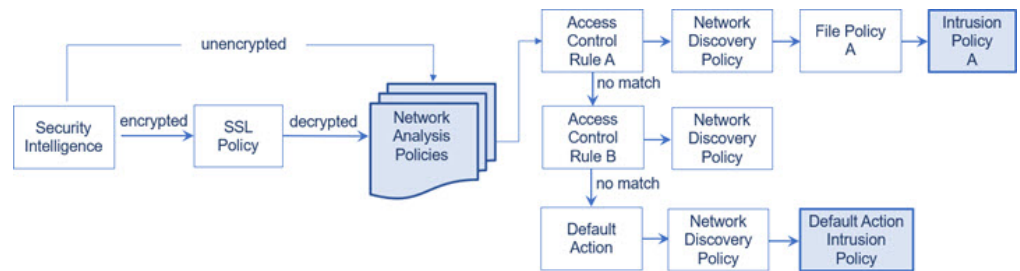 unencrypted
Security
Intelligence
encrypted
SSL
Policy
decrypted
Network
Analysis
Policies
Access
Control
Rule A
Network
Discovery
Policy
File Policy
A
Intrusion
Policy
A
no match
Access
Control
Rule B
Network
Discovery
Policy
no match
Default
Action
Network
Discovery
Policy
Default Action
Intrusion
Policy